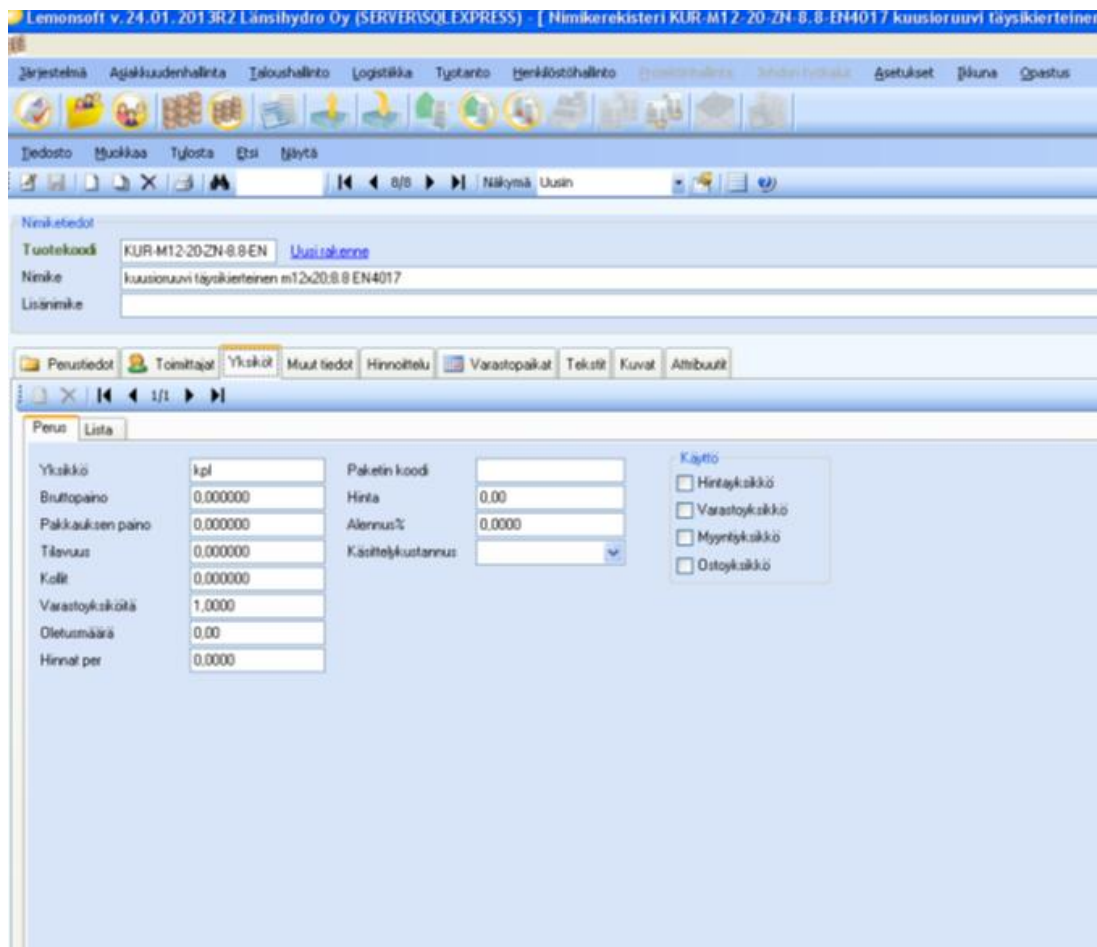 Lemonsoft v.24.01.2013R2 Länsihydro Oy (SERVER\SQLEXPRESS) - [ Nimikerekisteri KUR-M12-20-ZN-8.8-EN4017 kuusioruuvi täysikierteinen
Järjestelmä Asiakkuudenhallinta Taloushallinto Logistiikka Tuotanto Henkilöstöhallinto Asetukset Ikkuna Opastus
Tiedosto Muokkaa Tulosta Etsi Näytä
8/8 Näkymä Uusin
Nimiketiedot
Tuotekoodi KUR-M12-20-ZN-8.8-EN Uusi rakenne
Nimike kuusioruuvi täysikierteinen m12x20;8.8 EN4017
Lisänimike
Perustiedot Toimittajat Yksiköt Muut tiedot Hinnoittelu Varastopaikat Tekstit Kuvat Attribuutit
1/1
Perus Lista
Yksikkö kpl Paketin koodi Käyttö
Bruttopaino 0,000000 Hinta 0,00 Hintayksikkö
Pakkauksen paino 0,000000 Alennus% 0,0000 Varastoyksikkö
Tilavuus 0,000000 Käsittelykustannus Myyntiyksikkö
Kollit 0,000000 Ostoyksikkö
Varastoyksiköitä 1,0000
Oletusmäärä 0,00
Hinnat per 0,0000